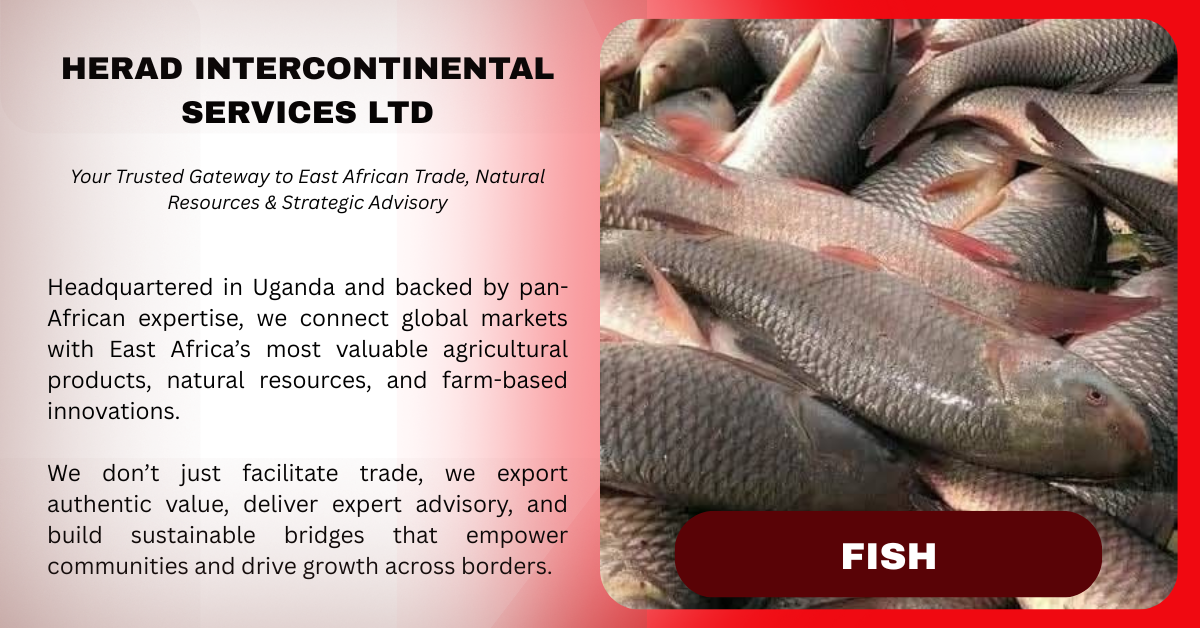 HERAD INTERCONTINENTAL
SERVICES LTD
Your Trusted Gateway to East African Trade, Natural
Resources & Strategic Advisory
Headquartered in Uganda and backed by pan-
African expertise, we connect global markets
with East Africa’s most valuable agricultural
products, natural resources, and farm-based
innovations.
We don’t just facilitate trade, we export
authentic value, deliver expert advisory, and
build sustainable bridges that empower
communities and drive growth across borders.
FISH